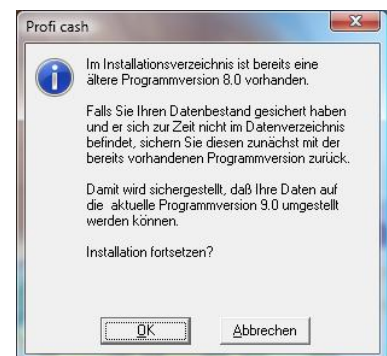 Profi cash
Im Installationsverzeichnis ist bereits eine
ältere Programmversion 8.0 vorhanden.
Falls Sie Ihren Datenbestand gesichert haben
und er sich zur Zeit nicht im Datenverzeichnis
befindet, sichern Sie diesen zunächst mit der
bereits vorhandenen Programmversion zurück.
Damit wird sichergestellt, daß Ihre Daten auf
die aktuelle Programmversion 9.0 umgestellt
werden können.
Installation fortsetzen?
OK
Abbrechen